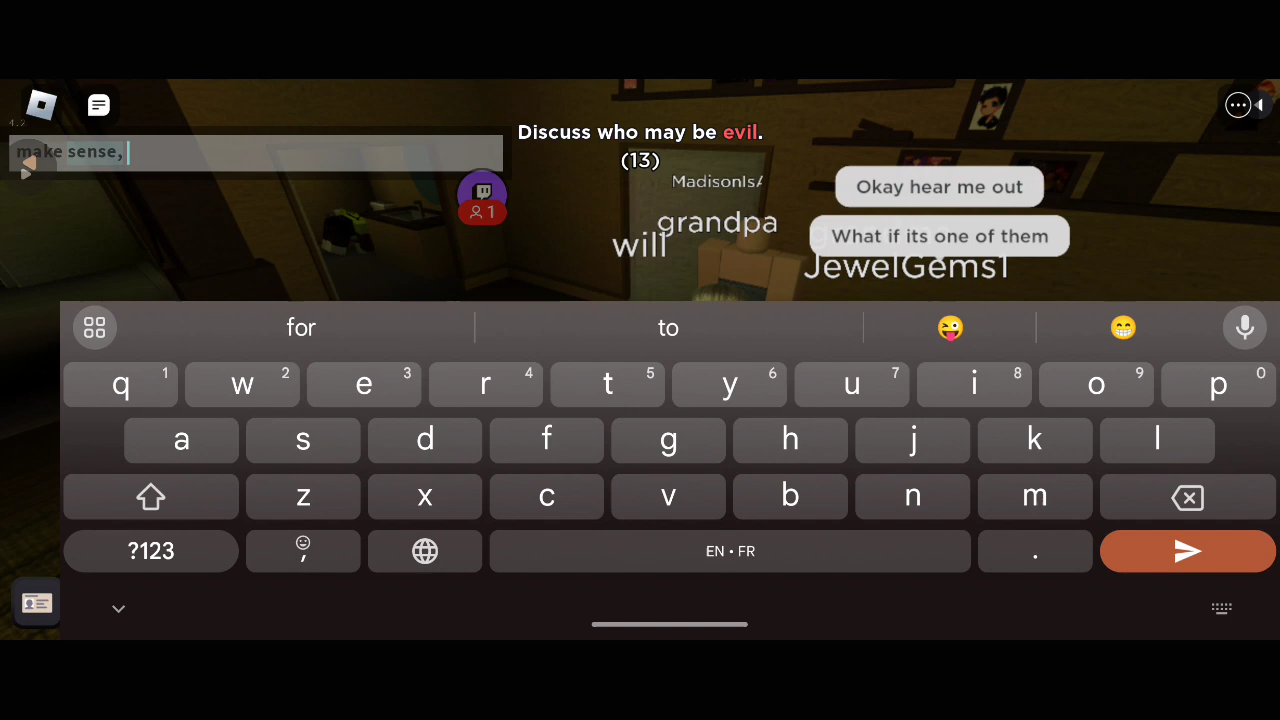 4.2
make sense,
1
Discuss who may be evil.
(13)
MadisonIsA
grandpa
will
Okay hear me out
What if its one of them
JewelGems1
for
to
q 1 w 2 e 3 r 4 t 5 y 6 u 7 i 8 o 9 p 0
a s d f g h j k l
z x c v b n m
?123 , EN • FR .